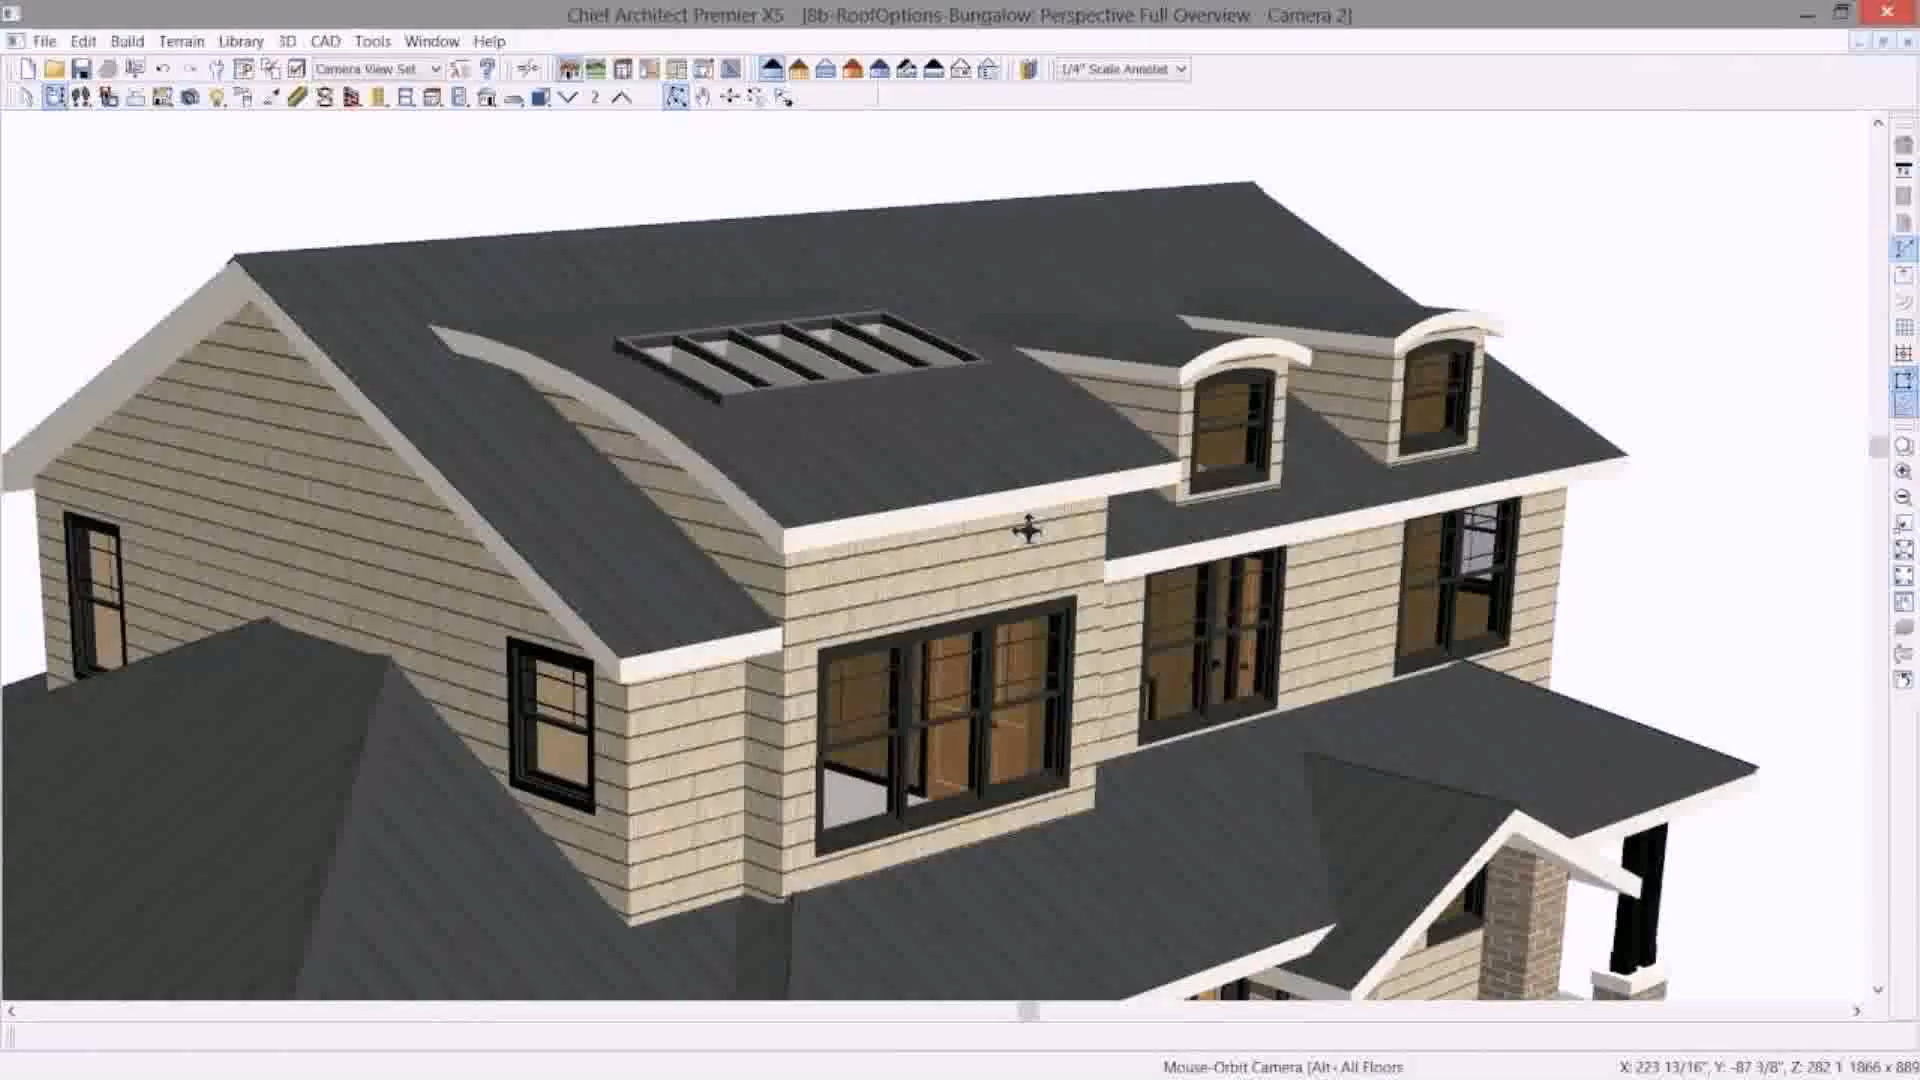 Chief Architect Premier X5 - [8b-RoofOptions-Bungalow: Perspective Full Overview - Camera 2]
File Edit Build Terrain Library 3D CAD Tools Window Help
Camera View Set
1/4" Scale Annotat
2
Mouse-Orbit Camera [Alt- All Floors
X: 223 13/16", Y: -87 3/8", Z: 282 1 1866 x 889